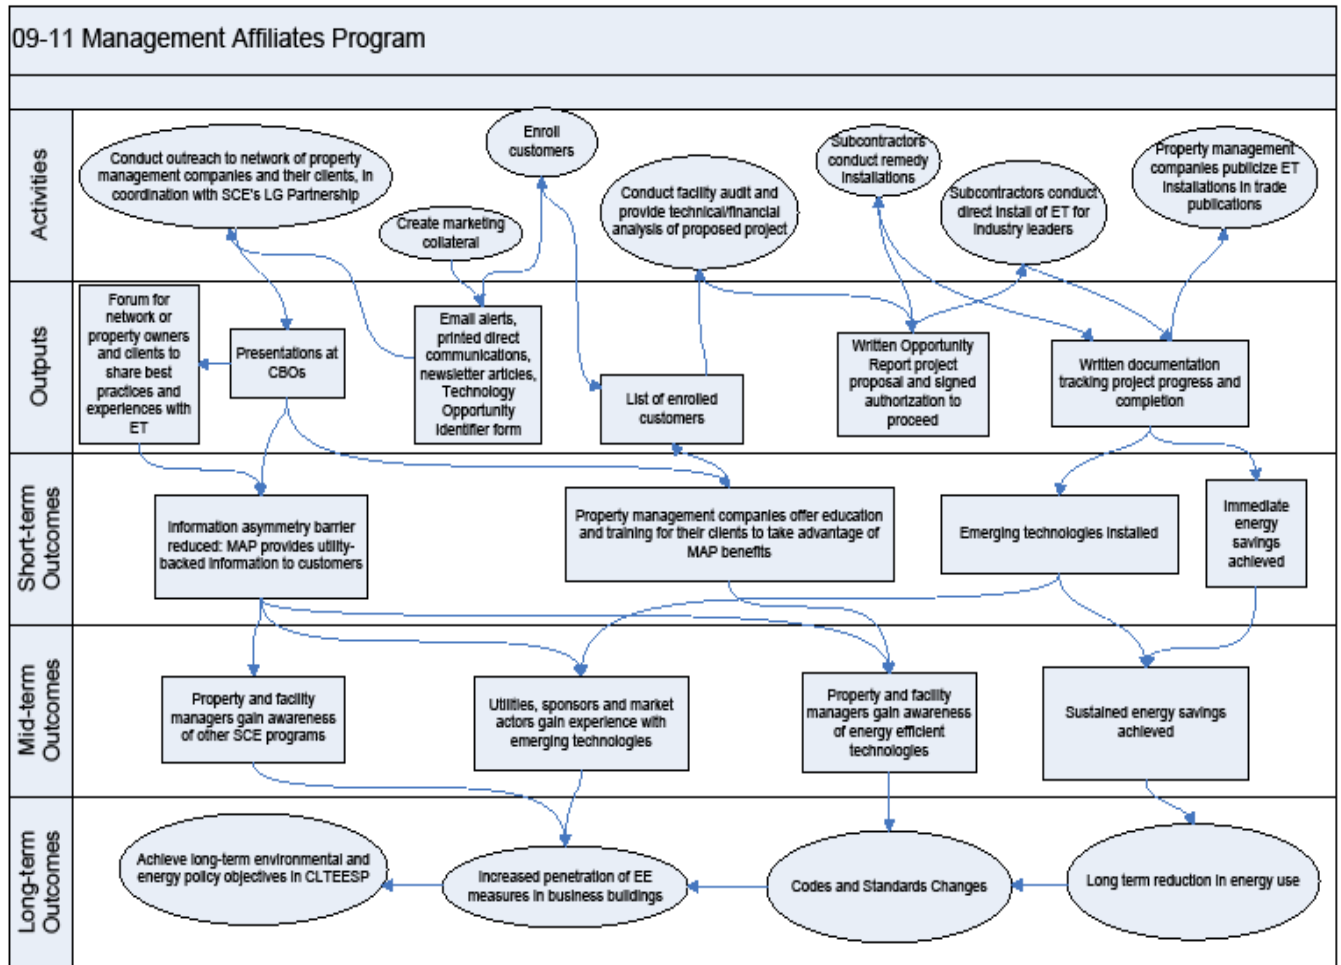 09-11 Management Affiliates Program
Activities
Conduct outreach to network of property
management companies and their clients, in
coordination with SCE's LG Partnership
Create marketing
collateral
Enroll
customers
Conduct facility audit and
provide technical/financial
analysis of proposed project
Subcontractors
conduct remedy
installations
Subcontractors conduct
direct install of ET for
industry leaders
Property management
companies publicize ET
installations in trade
publications
Outputs
Forum for
network or
property owners
and clients to
share best
practices and
experiences with
ET
Presentations at
CBOs
Email alerts,
printed direct
communications,
newsletter articles,
Technology
Opportunity
Identifier form
List of enrolled
customers
Written Opportunity
Report project
proposal and signed
authorization to
proceed
Written documentation
tracking project progress and
completion
Short-term
Outcomes
Information asymmetry barrier
reduced: MAP provides utility-
backed information to customers
Property management companies offer education
and training for their clients to take advantage of
MAP benefits
Emerging technologies installed
Immediate
energy
savings
achieved
Mid-term
Outcomes
Property and facility
managers gain awareness
of other SCE programs
Utilities, sponsors and market
actors gain experience with
emerging technologies
Property and facility
managers gain awareness
of energy efficient
technologies
Sustained energy savings
achieved
Long-term
Outcomes
Achieve long-term environmental and
energy policy objectives in CLTEESP
Increased penetration of EE
measures in business buildings
Codes and Standards Changes
Long term reduction in energy use